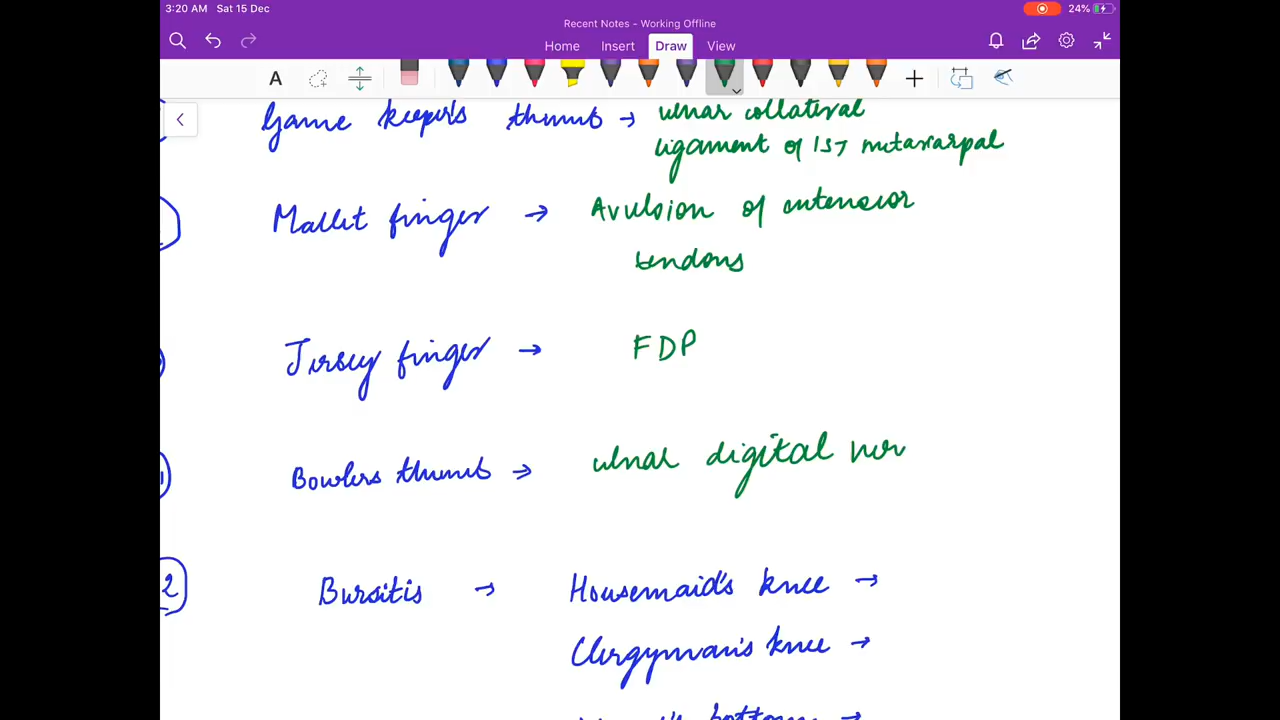 3:20 AM Sat 15 Dec
24%
Recent Notes - Working Offline
Home Insert Draw View
A
Game keeper's thumb → ulnar collateral
ligament of 1st metacarpal
Mallet finger → Avulsion of extensor
tendons
Jersey finger → FDP
Bowlers thumb → ulnar digital ner
2 Bursitis → Housemaid's knee →
Clergyman's knee →
bottom →